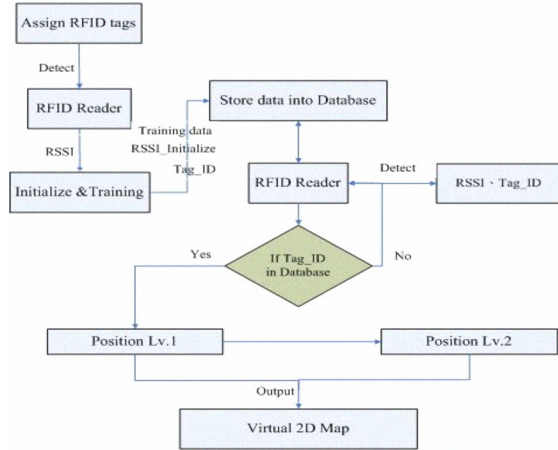 Assign RFID tags
Detect
RFID Reader
RSSI
Initialize &Training
Training data
RSSI_Initialize
Tag_ID
Store data into Database
RFID Reader
Detect
RSSI、Tag_ID
If Tag_ID
in Database
Yes
No
Position Lv.1
Position Lv.2
Output
Virtual 2D Map